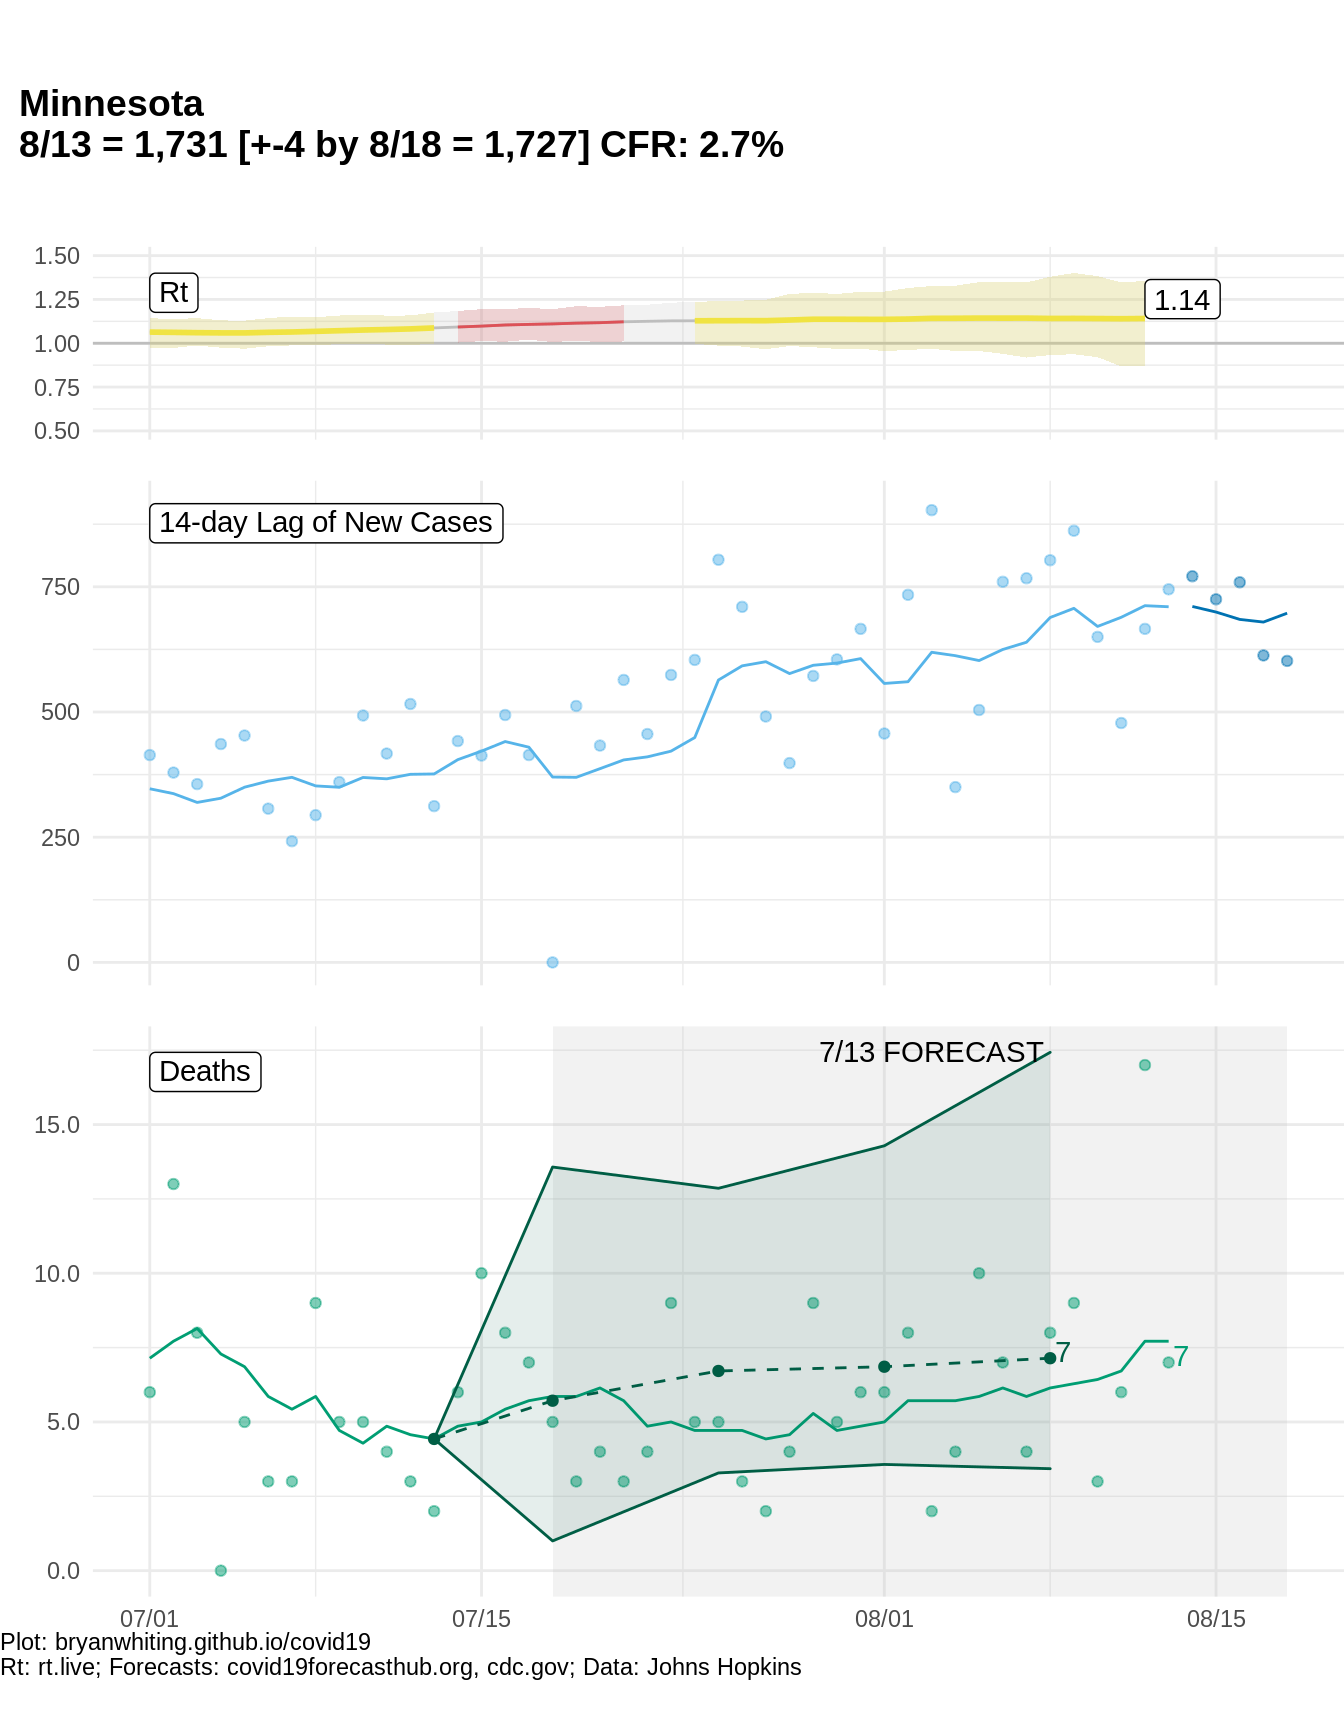 Minnesota
8/13 = 1,731 [+-4 by 8/18 = 1,727] CFR: 2.7%
1.50
1.25
1.00
0.75
0.50
Rt
1.14
14-day Lag of New Cases
750
500
250
0
Deaths
7/13 FORECAST
15.0
10.0
5.0
0.0
7
7
07/01
07/15
08/01
08/15
Plot: bryanwhiting.github.io/covid19
Rt: rt.live; Forecasts: covid19forecasthub.org, cdc.gov; Data: Johns Hopkins